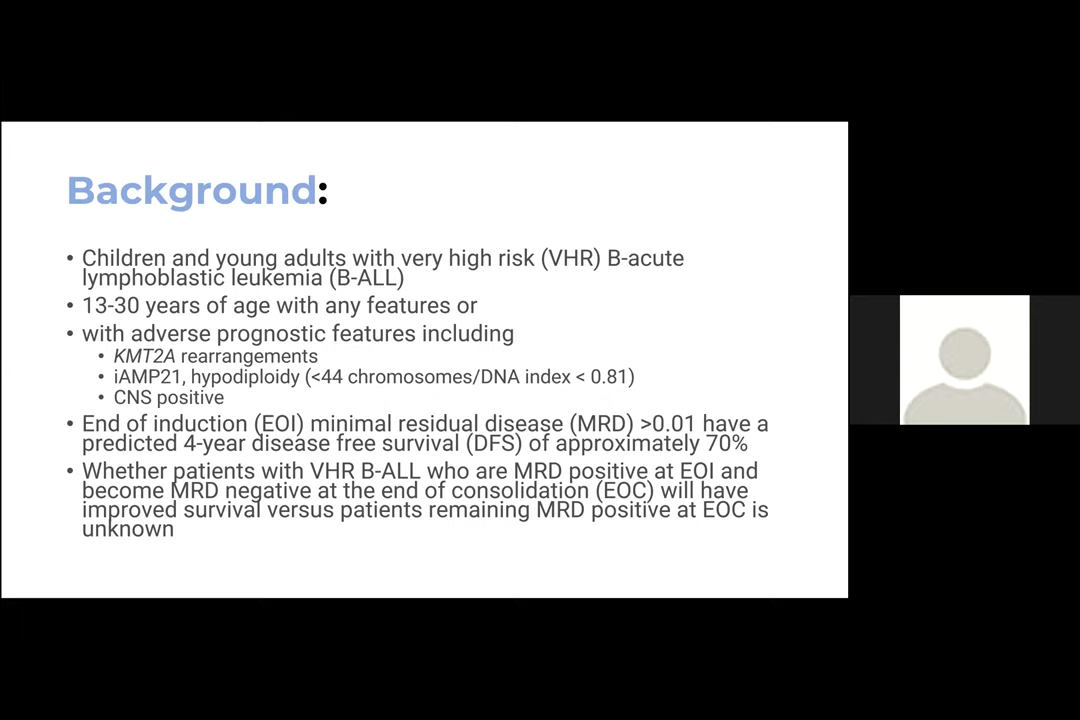 Background:
• Children and young adults with very high risk (VHR) B-acute
lymphoblastic leukemia (B-ALL)
• 13-30 years of age with any features or
• with adverse prognostic features including
• KMT2A rearrangements
• iAMP21, hypodiploidy (<44 chromosomes/DNA index < 0.81)
• CNS positive
• End of induction (EOI) minimal residual disease (MRD) >0.01 have a
predicted 4-year disease free survival (DFS) of approximately 70%
• Whether patients with VHR B-ALL who are MRD positive at EOI and
become MRD negative at the end of consolidation (EOC) will have
improved survival versus patients remaining MRD positive at EOC is
unknown